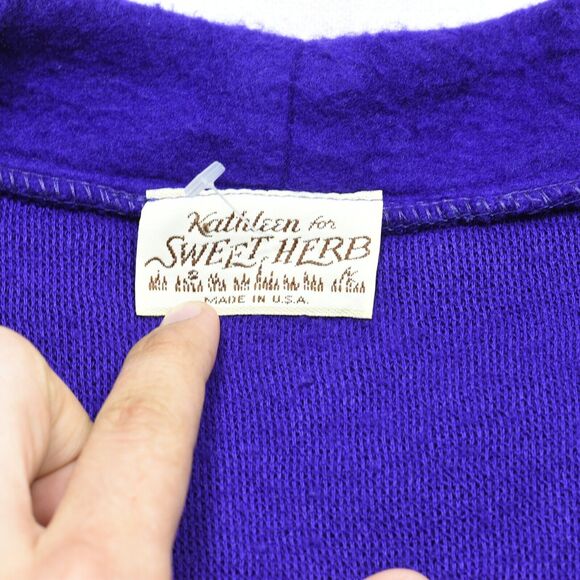 Kathleen for
SWEET HERB
MADE IN U.S.A.